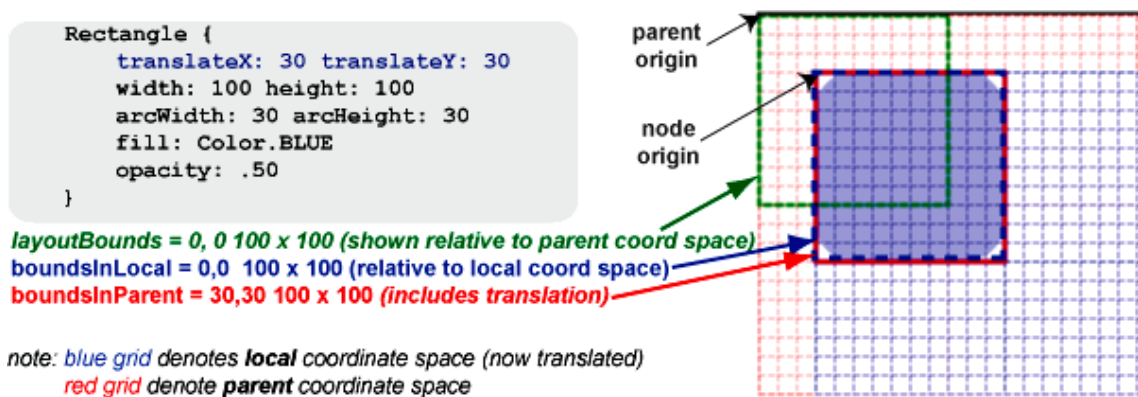 Rectangle {
translateX: 30 translateY: 30
width: 100 height: 100
arcWidth: 30 arcHeight: 30
fill: Color.BLUE
opacity: .50
}
parent
origin
node
origin
layoutBounds = 0, 0 100 x 100 (shown relative to parent coord space)
boundsInLocal = 0,0 100 x 100 (relative to local coord space)
boundsInParent = 30,30 100 x 100 (includes translation)
note: blue grid denotes local coordinate space (now translated)
red grid denote parent coordinate space